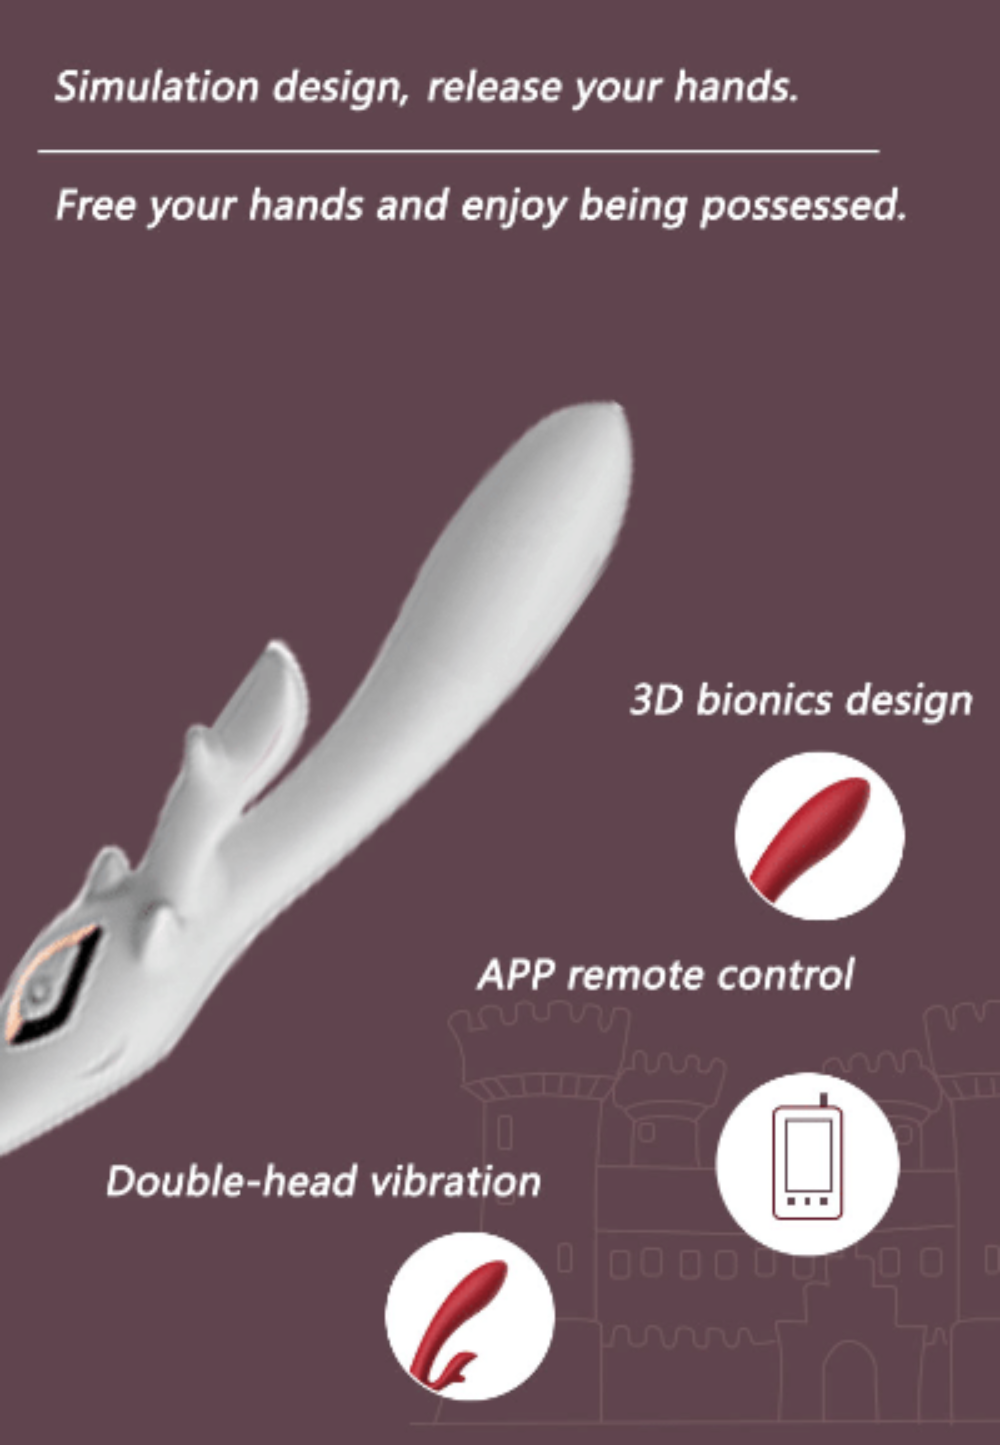 Simulation design, release your hands.
Free your hands and enjoy being possessed.
3D bionics design
APP remote control
Double-head vibration